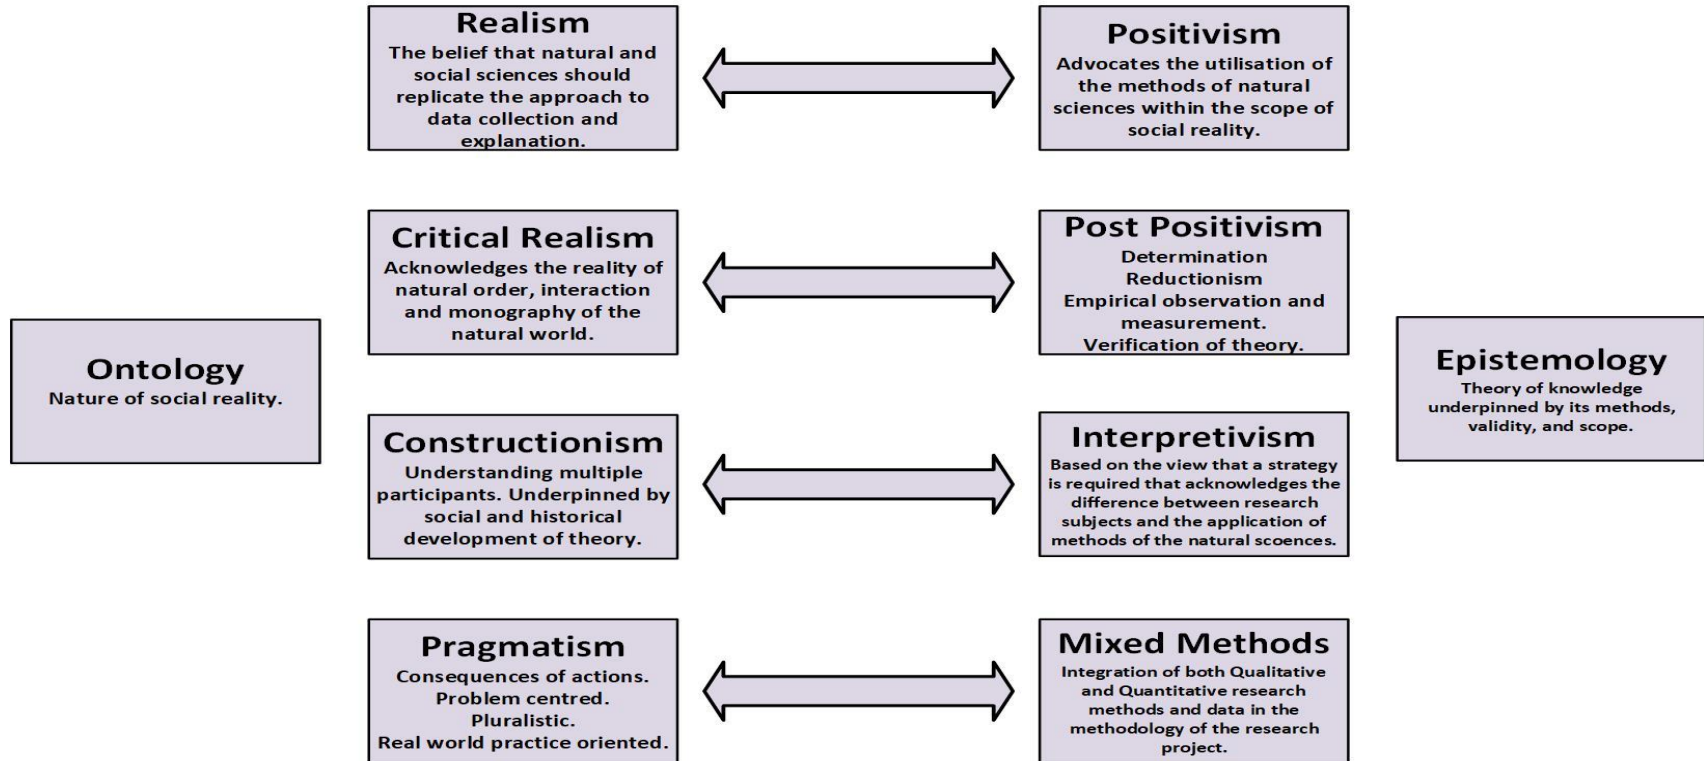 Realism
The belief that natural and
social sciences should
replicate the approach to
data collection and
explanation.
Positivism
Advocates the utilisation of
the methods of natural
sciences within the scope of
social reality.
Critical Realism
Acknowledges the reality of
natural order, interaction
and monography of the
natural world.
Post Positivism
Determination
Reductionism
Empirical observation and
measurement.
Verification of theory.
Ontology
Nature of social reality.
Epistemology
Theory of knowledge
underpinned by its methods,
validity, and scope.
Constructionism
Understanding multiple
participants. Underpinned by
social and historical
development of theory.
Interpretivism
Based on the view that a strategy
is required that acknowledges the
difference between research
subjects and the application of
methods of the natural scoences.
Pragmatism
Consequences of actions.
Problem centred.
Pluralistic.
Real world practice oriented.
Mixed Methods
Integration of both Qualitative
and Quantitative research
methods and data in the
methodology of the research
project.